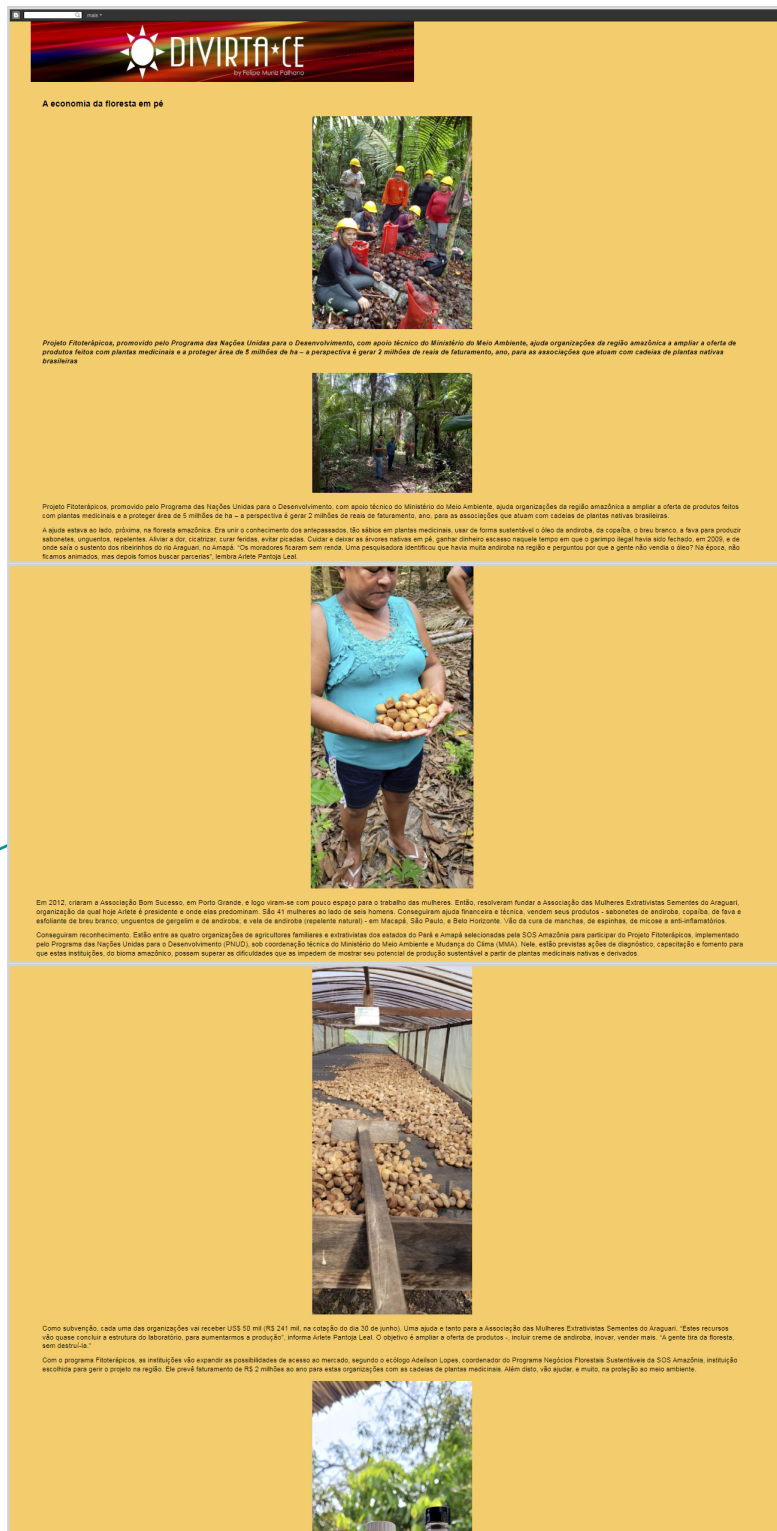 mais
DIVIRTA★CE
by Felipe Muniz Palhano
A economia da floresta em pé
Projeto Fitoterápicos, promovido pelo Programa das Nações Unidas para o Desenvolvimento, com apoio técnico do Ministério do Meio Ambiente, ajuda organizações da região amazônica a ampliar a oferta de
produtos feitos com plantas medicinais e a proteger área de 5 milhões de ha – a perspectiva é gerar 2 milhões de reais de faturamento, ano, para as associações que atuam com cadeias de plantas nativas
brasileiras
Projeto Fitoterápicos, promovido pelo Programa das Nações Unidas para o Desenvolvimento, com apoio técnico do Ministério do Meio Ambiente, ajuda organizações da região amazônica a ampliar a oferta de produtos feitos
com plantas medicinais e a proteger área de 5 milhões de ha – a perspectiva é gerar 2 milhões de reais de faturamento, ano, para as associações que atuam com cadeias de plantas nativas brasileiras.
A ajuda estava ao lado, próxima, na floresta amazônica. Era unir o conhecimento dos antepassados, tão sábios em plantas medicinais, usar de forma sustentável o óleo da andiroba, da copaíba, o breu branco, a fava para produzir
sabonetes, unguentos, repelentes. Aliviar a dor, cicatrizar, curar feridas, evitar picadas. Cuidar e deixar as árvores nativas em pé, ganhar dinheiro escasso naquele tempo em que o garimpo ilegal havia sido fechado, em 2009, e de
onde saía o sustento dos ribeirinhos do rio Araguari, no Amapá. "Os moradores ficaram sem renda. Uma pesquisadora identificou que havia muita andiroba na região e perguntou por que a gente não vendia o óleo? Na época, não
ficamos animados, mas depois fomos buscar parcerias", lembra Arlete Pantoja Leal.
Em 2012, criaram a Associação Bom Sucesso, em Porto Grande, e logo viram-se com pouco espaço para o trabalho das mulheres. Então, resolveram fundar a Associação das Mulheres Extrativistas Sementes do Araguari,
organização da qual hoje Arlete é presidente e onde elas predominam. São 41 mulheres ao lado de seis homens. Conseguiram ajuda financeira e técnica, vendem seus produtos - sabonetes de andiroba, copaíba, de fava e
esfoliante de breu branco; unguentos de gergelim e de andiroba; e vela de andiroba (repelente natural) - em Macapá, São Paulo, e Belo Horizonte. Vão da cura de manchas, de espinhas, de micose a anti-inflamatórios.
Conseguiram reconhecimento. Estão entre as quatro organizações de agricultores familiares e extrativistas dos estados do Pará e Amapá selecionadas pela SOS Amazônia para participar do Projeto Fitoterápicos, implementado
pelo Programa das Nações Unidas para o Desenvolvimento (PNUD), sob coordenação técnica do Ministério do Meio Ambiente e Mudança do Clima (MMA). Nele, estão previstas ações de diagnóstico, capacitação e fomento para
que estas instituições, do bioma amazônico, possam superar as dificuldades que as impedem de mostrar seu potencial de produção sustentável a partir de plantas medicinais nativas e derivados.
Como subvenção, cada uma das organizações vai receber US$ 50 mil (R$ 241 mil, na cotação do dia 30 de junho). Uma ajuda e tanto para a Associação das Mulheres Extrativistas Sementes do Araguari. "Estes recursos
vão quase concluir a estrutura do laboratório, para aumentarmos a produção", informa Arlete Pantoja Leal. O objetivo é ampliar a oferta de produtos -, incluir creme de andiroba, inovar, vender mais. "A gente tira da floresta,
sem destruí-la."
Com o programa Fitoterápicos, as instituições vão expandir as possibilidades de acesso ao mercado, segundo o ecólogo Adeilson Lopes, coordenador do Programa Negócios Florestais Sustentáveis da SOS Amazônia, instituição
escolhida para gerir o projeto na região. Ele prevê faturamento de R$ 2 milhões ao ano para estas organizações com as cadeias de plantas medicinais. Além disto, vão ajudar, e muito, na proteção ao meio ambiente.